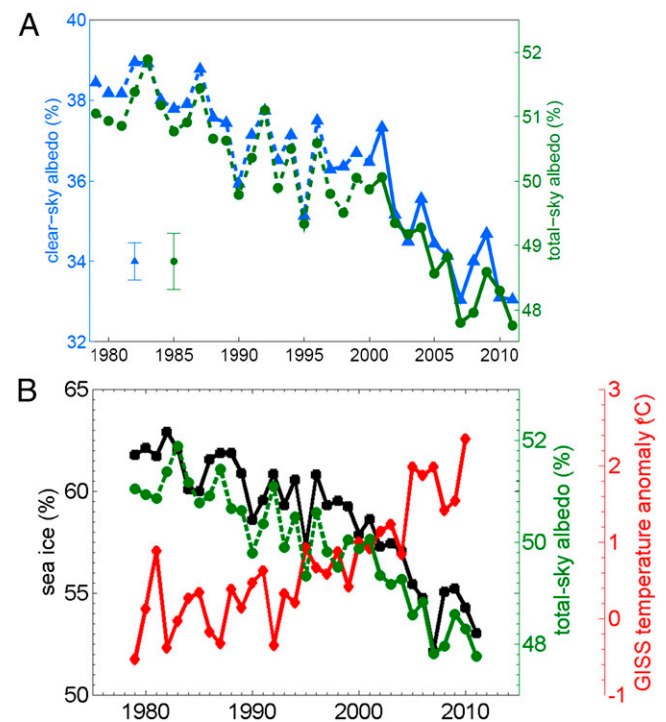 A
40
38
36
34
32
clear-sky albedo (%)
52
51
50
49
48
total-sky albedo (%)
1980 1985 1990 1995 2000 2005 2010
B
65
60
55
50
sea ice (%)
52
50
48
total-sky albedo (%)
3
2
1
0
-1
GISS temperature anomaly (ºC)
1980 1990 2000 2010